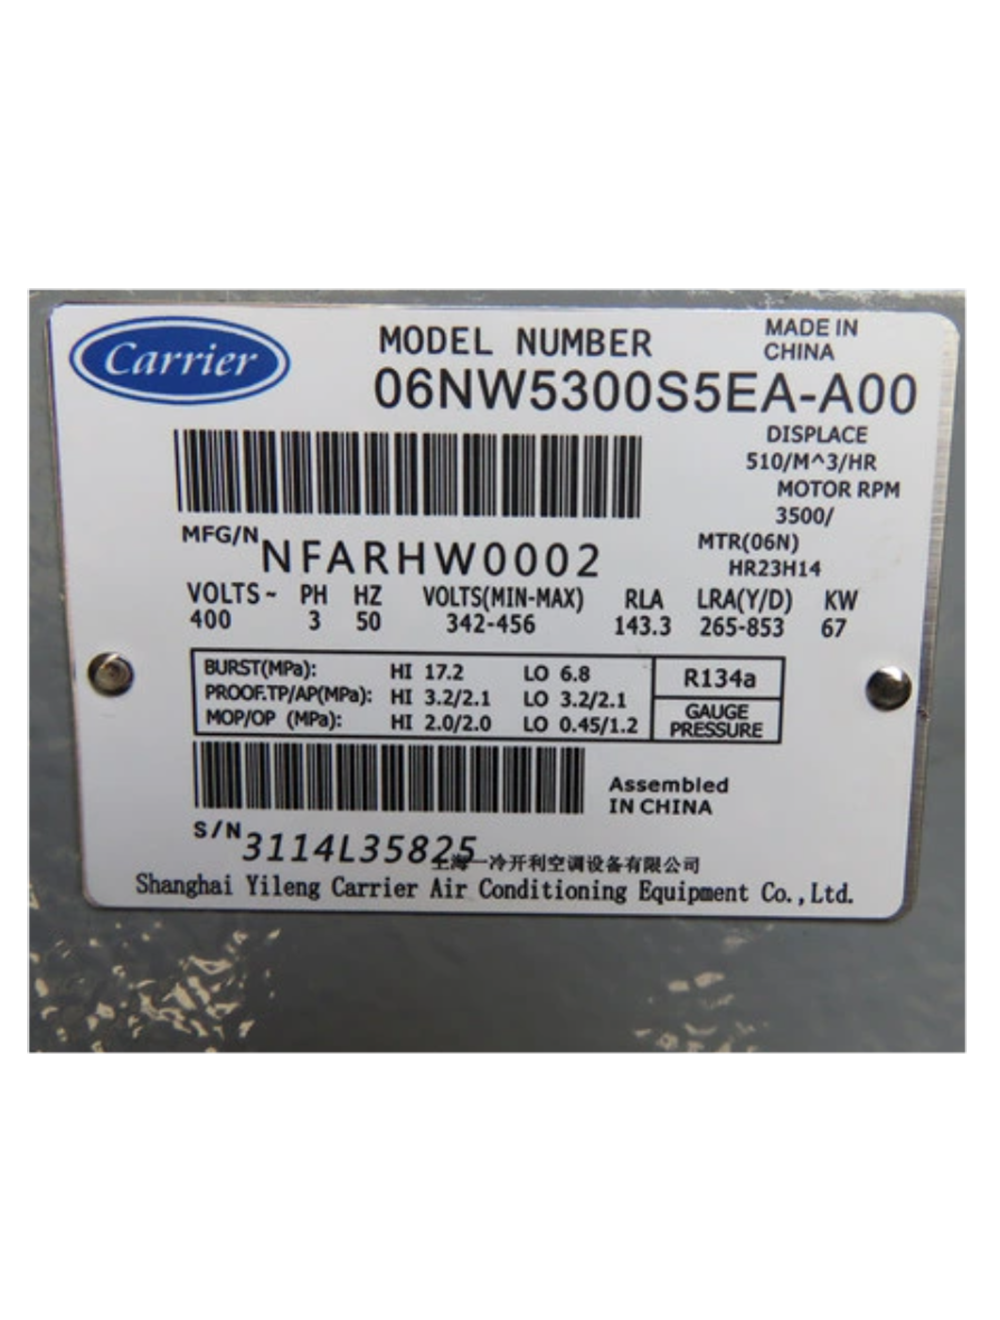 Carrier
MODEL NUMBER
06NW5300S5EA-A00
MADE IN
CHINA
DISPLACE
510/M^3/HR
MOTOR RPM
3500/
MTR(06N)
HR23H14
MFG/N NFARHW0002
VOLTS~ PH HZ VOLTS(MIN-MAX) RLA LRA(Y/D) KW
400 3 50 342-456 143.3 265-853 67
BURST(MPa): HI 17.2 LO 6.8
PROOF.TP/AP(MPa): HI 3.2/2.1 LO 3.2/2.1
MOP/OP (MPa): HI 2.0/2.0 LO 0.45/1.2
R134a
GAUGE
PRESSURE
Assembled
IN CHINA
S/N 3114L35825
上海一冷开利空调设备有限公司
Shanghai Yileng Carrier Air Conditioning Equipment Co.,Ltd.